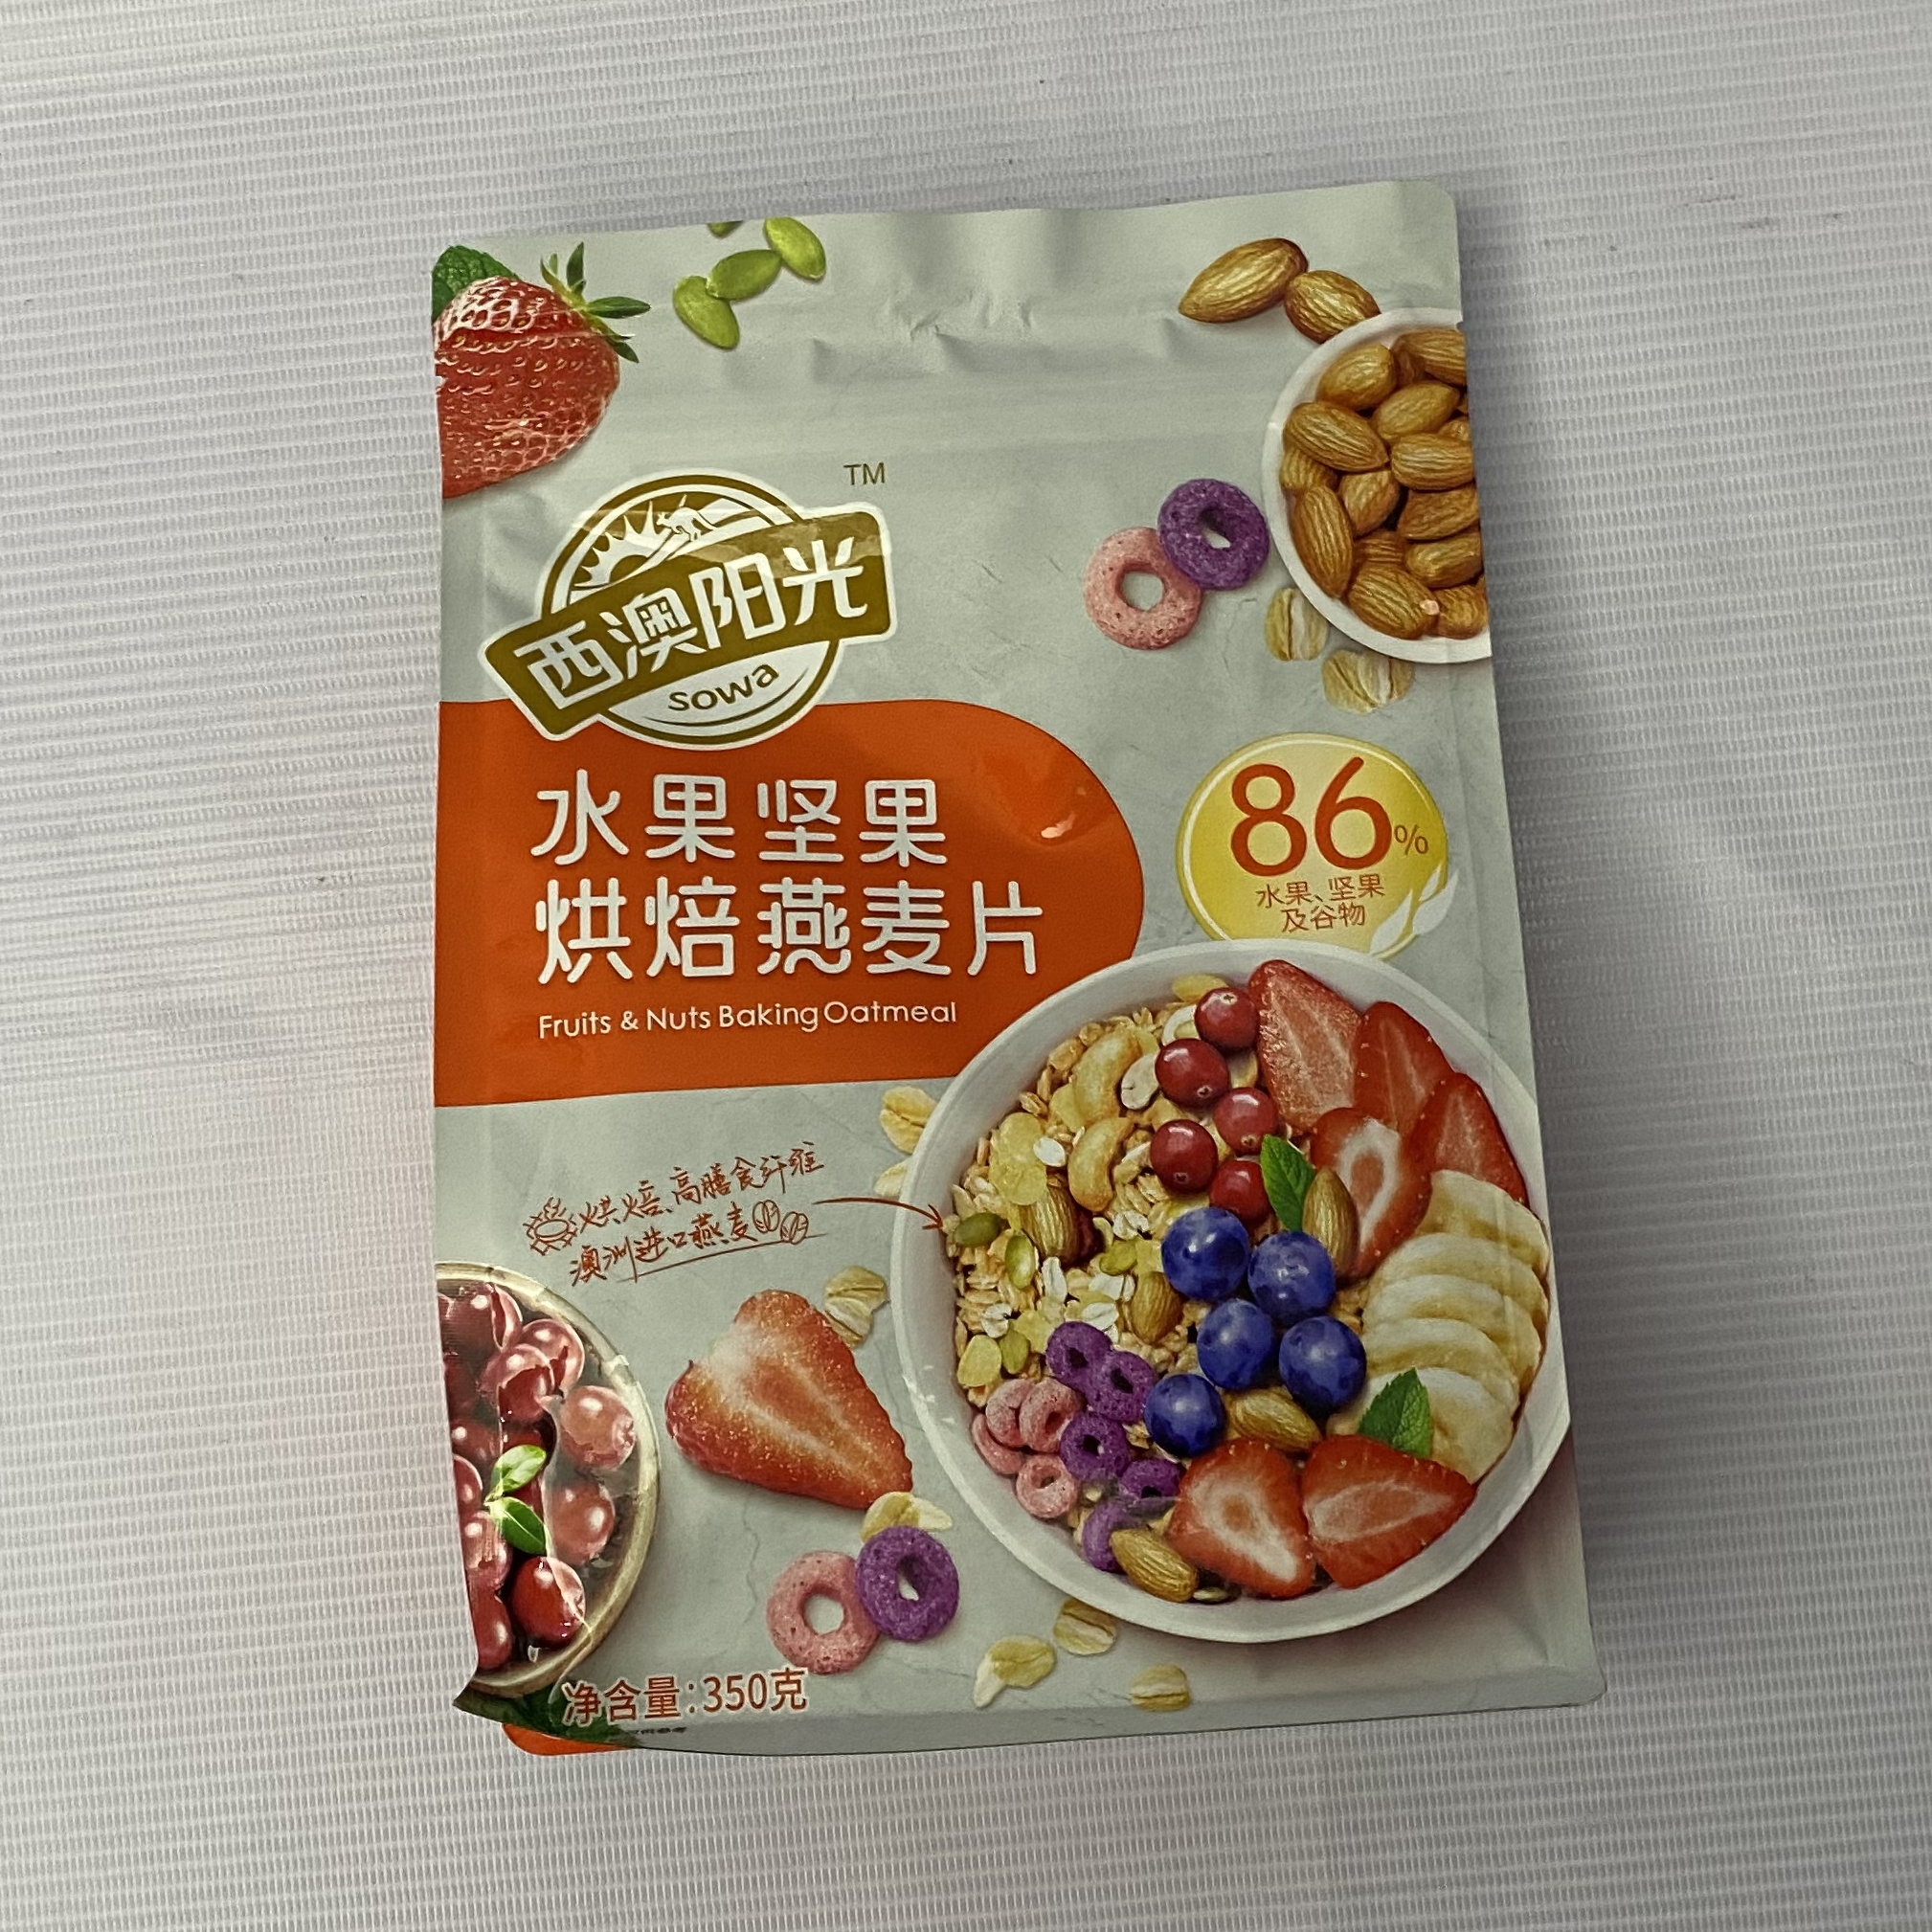 TM
西澳阳光
sowa
水果坚果
烘焙燕麦片
Fruits & Nuts Baking Oatmeal
86%
水果、坚果
及谷物
烘焙、高膳食纤维
澳洲进口燕麦
净含量:350克